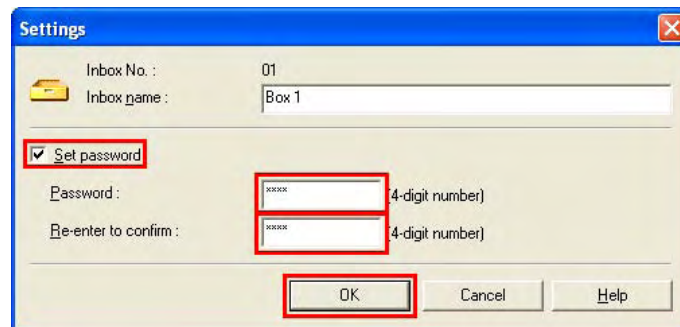 Settings
Inbox No. : 01
Inbox name : Box 1
Set password
Password : **** (4-digit number)
Re-enter to confirm : **** (4-digit number)
OK Cancel Help